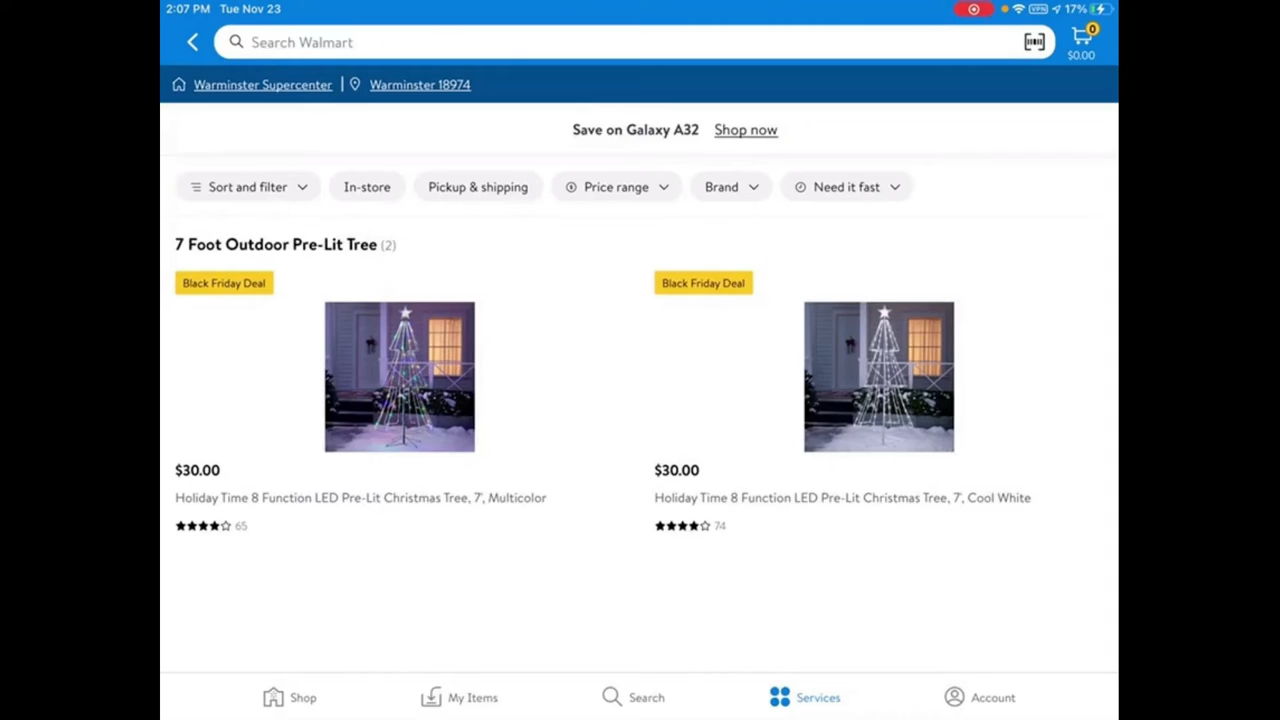 2:07 PM Tue Nov 23
VPN 17%
Search Walmart
0
$0.00
Warminster Supercenter | Warminster 18974
Save on Galaxy A32 Shop now
Sort and filter In-store Pickup & shipping Price range Brand Need it fast
7 Foot Outdoor Pre-Lit Tree (2)
Black Friday Deal
$30.00
Holiday Time 8 Function LED Pre-Lit Christmas Tree, 7', Multicolor
65
Black Friday Deal
$30.00
Holiday Time 8 Function LED Pre-Lit Christmas Tree, 7', Cool White
74
Shop My Items Search Services Account